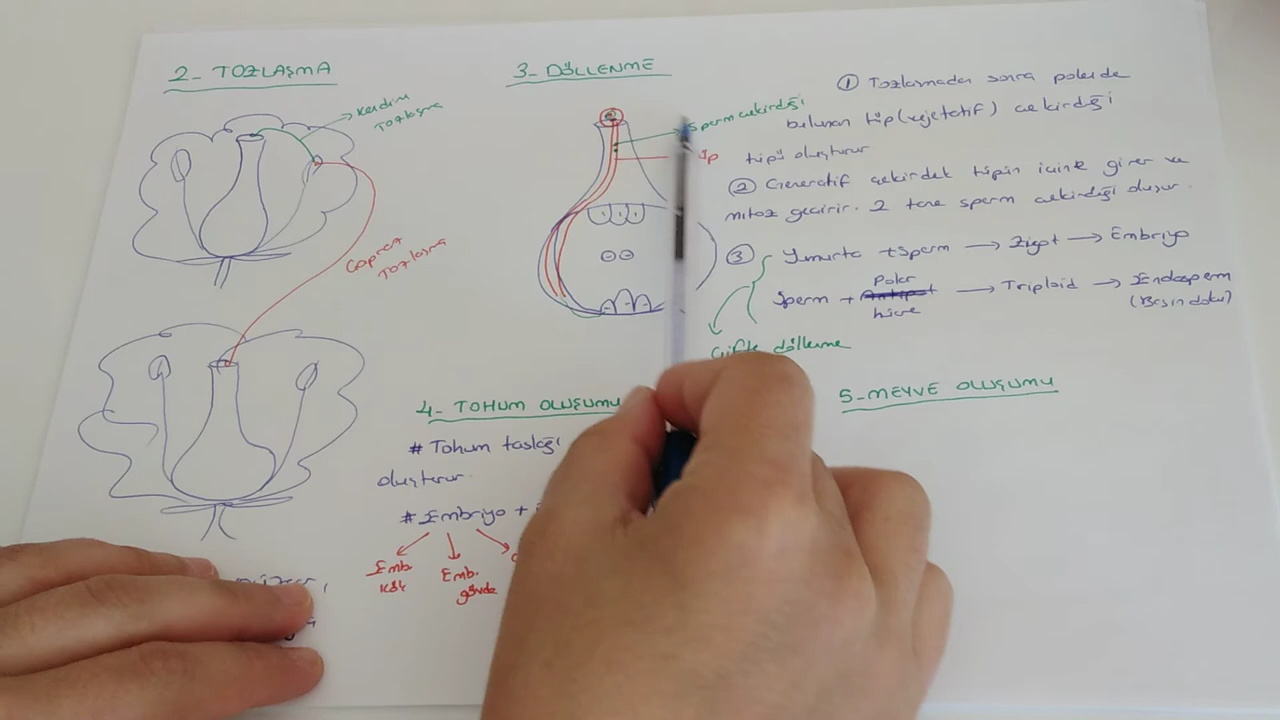 2- TOZLAŞMA
Kendini
Tozlaşma
Çapraz
Tozlaşma
3- DÖLLENME
Sperm çekirdeği
① Tozlaşmadan sonra polende
bulunan tüp (vejetatif) çekirdeği
tüpü oluşturur
② Generatif çekirdek tüpün içine girer ve
mitoz geçirir. 2 tane sperm çekirdeği oluşur.
③ Yumurta + Sperm → Zigot → Embriyo
Sperm + Polar → Triploid → Endosperm
hücre (Besin doku)
Çifte dölleme
4- TOHUM OLUŞUMU
# Tohum taslağı
oluşturur.
# Embriyo +
Emb. kök
Emb. gövde
5- MEYVE OLUŞUMU